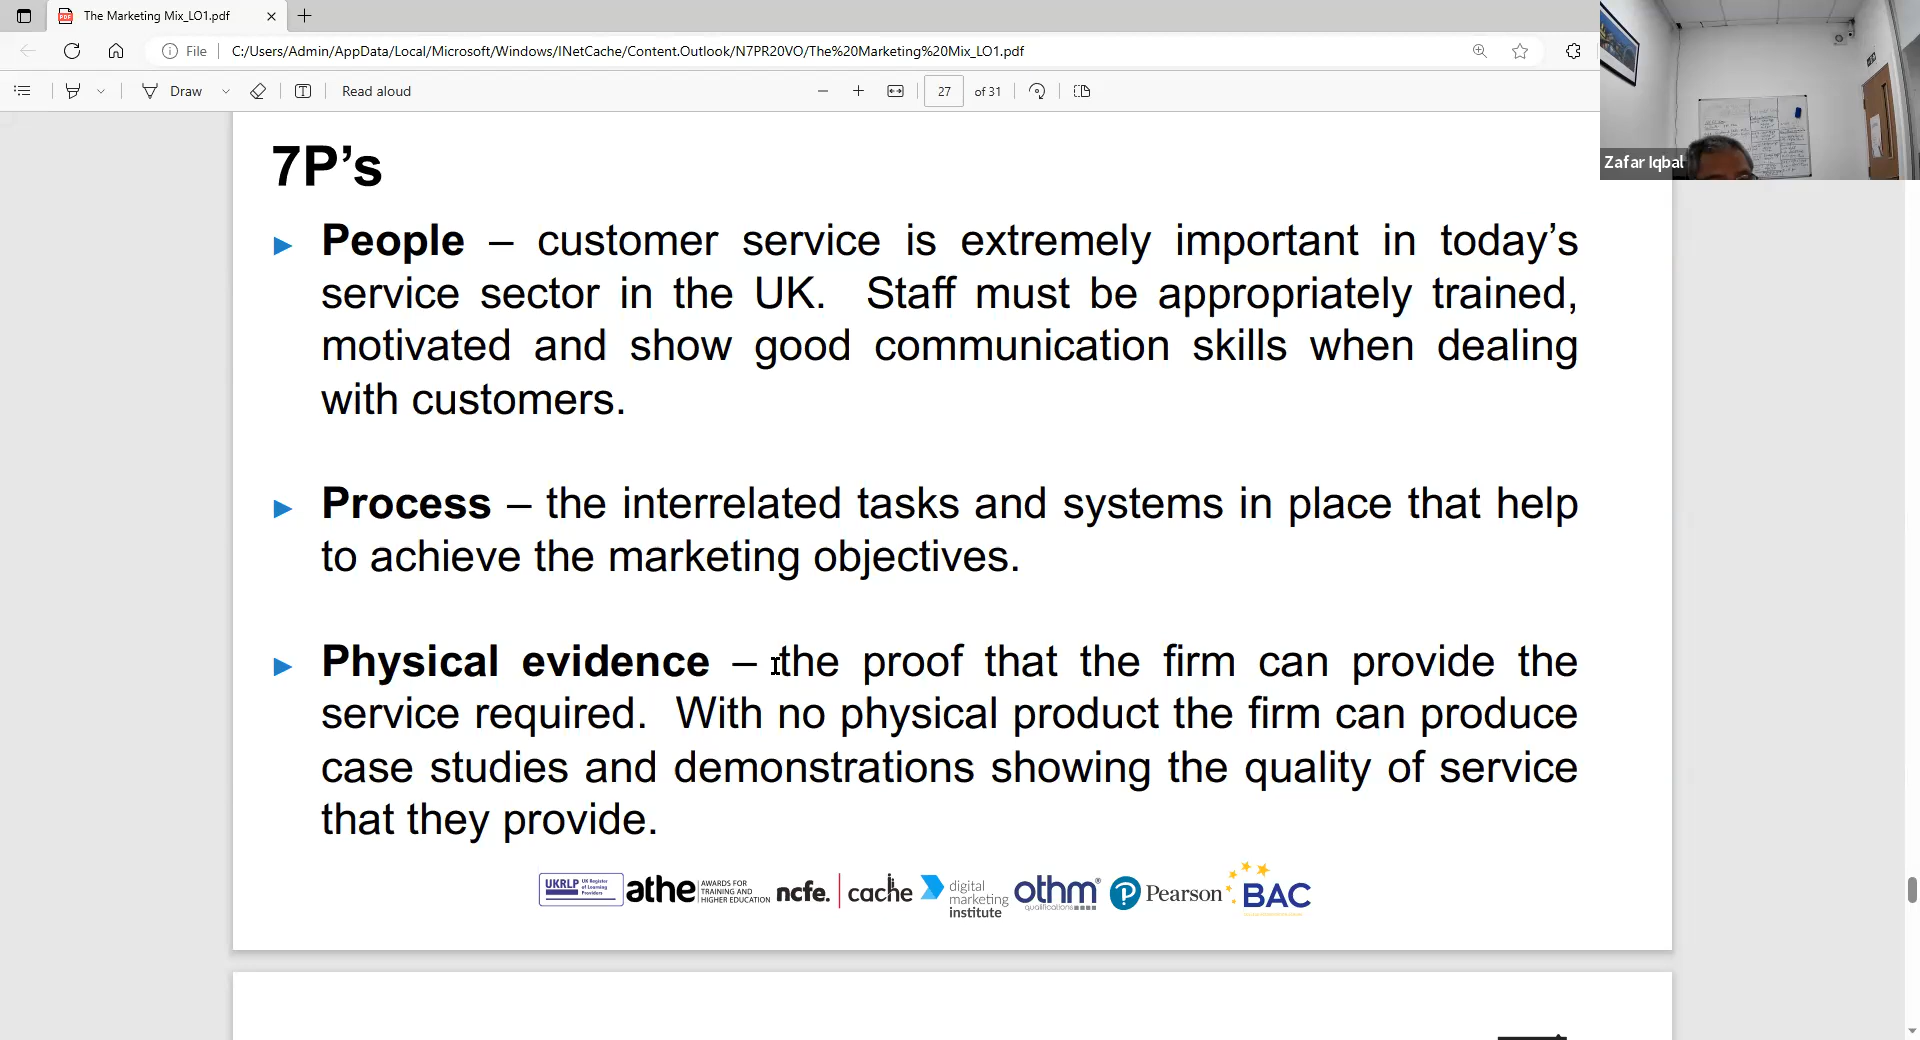 The Marketing Mix_LO1.pdf
File
C:/Users/Admin/AppData/Local/Microsoft/Windows/INetCache/Content.Outlook/N7PR20VO/The%20Marketing%20Mix_LO1.pdf
Draw
Read aloud
27 of 31
Zafar Iqbal
7P’s
People – customer service is extremely important in today’s
service sector in the UK. Staff must be appropriately trained,
motivated and show good communication skills when dealing
with customers.
Process – the interrelated tasks and systems in place that help
to achieve the marketing objectives.
Physical evidence – the proof that the firm can provide the
service required. With no physical product the firm can produce
case studies and demonstrations showing the quality of service
that they provide.
UKRLP UK Register
of Learning
Providers
athe AWARDS FOR
TRAINING AND
HIGHER EDUCATION
ncfe. cache
digital
marketing
institute
othm®
qualifications
Pearson
BAC